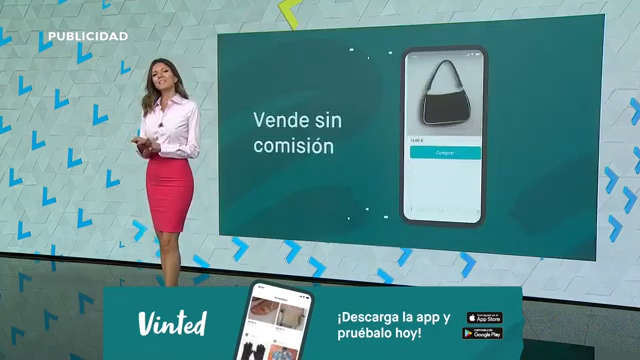 PUBLICIDAD
Vende sin
comisión
Comprar
Vinted
¡Descarga la app y
pruébalo hoy!
App Store
Google Play